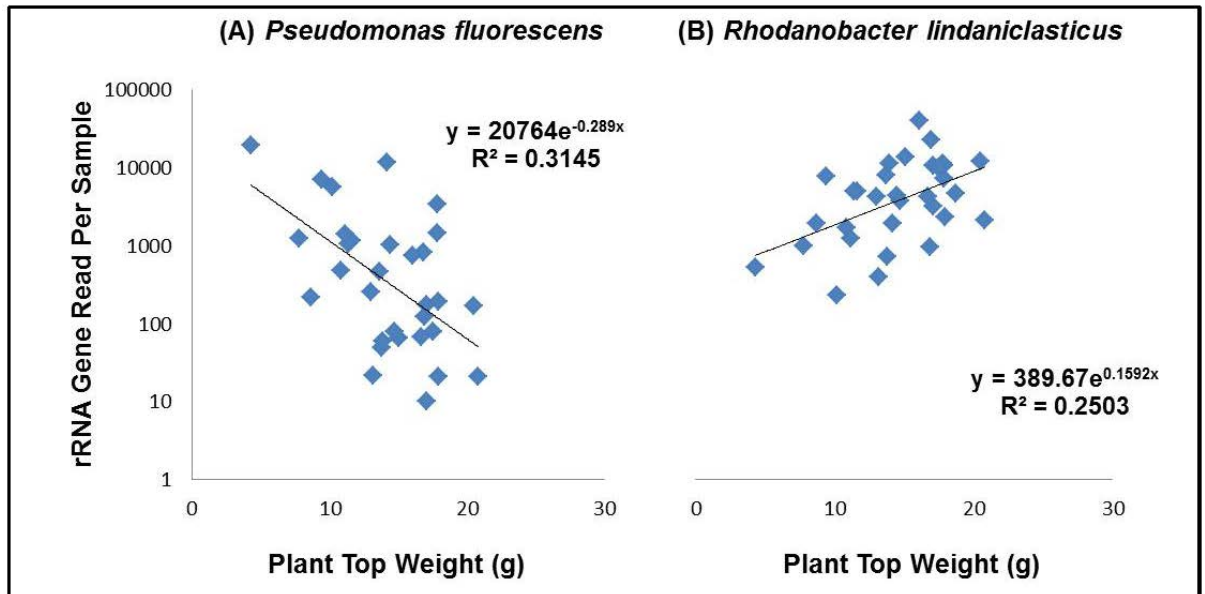 (A) Pseudomonas fluorescens
(B) Rhodanobacter lindaniclasticus
rRNA Gene Read Per Sample
100000
10000
1000
100
10
1
y = 20764e^-0.289x
R² = 0.3145
0 10 20 30
Plant Top Weight (g)
y = 389.67e^0.1592x
R² = 0.2503
0 10 20 30
Plant Top Weight (g)